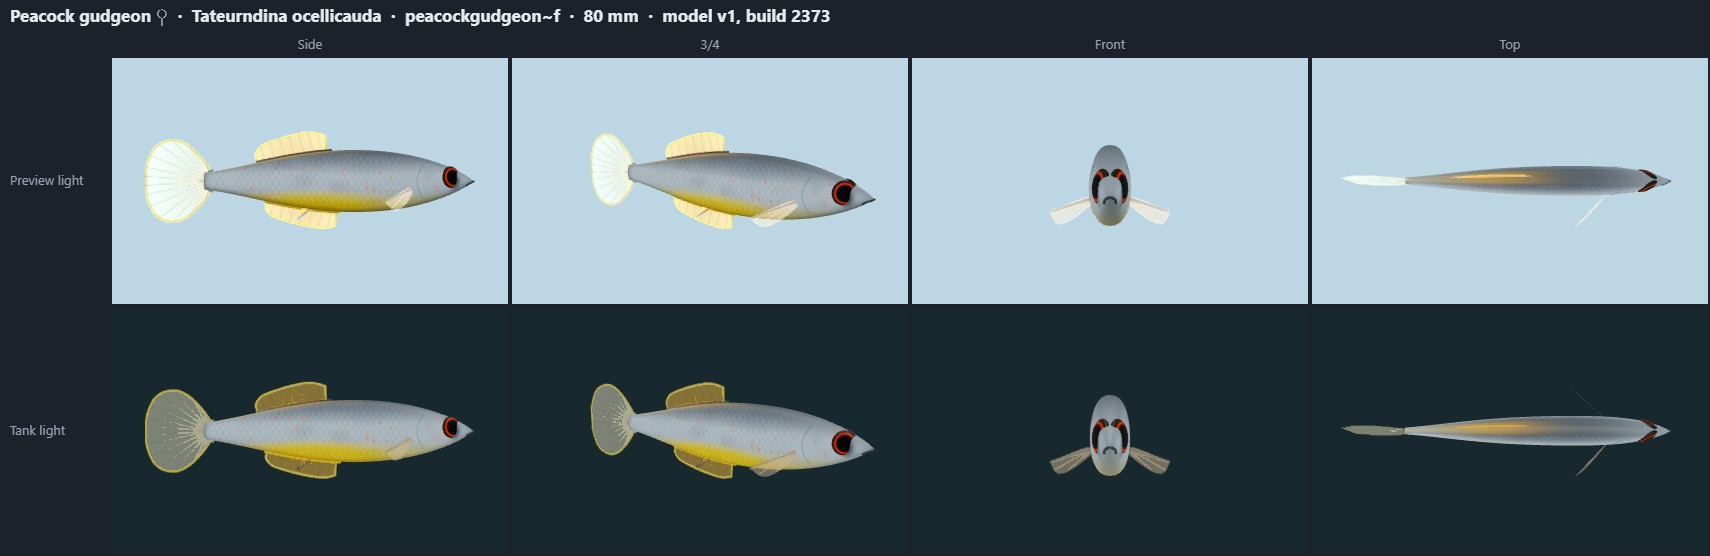 Peacock gudgeon ♀ · Tateurndina ocellicauda · peacockgudgeon~f · 80 mm · model v1, build 2373
Side 3/4 Front Top
Preview light
Tank light